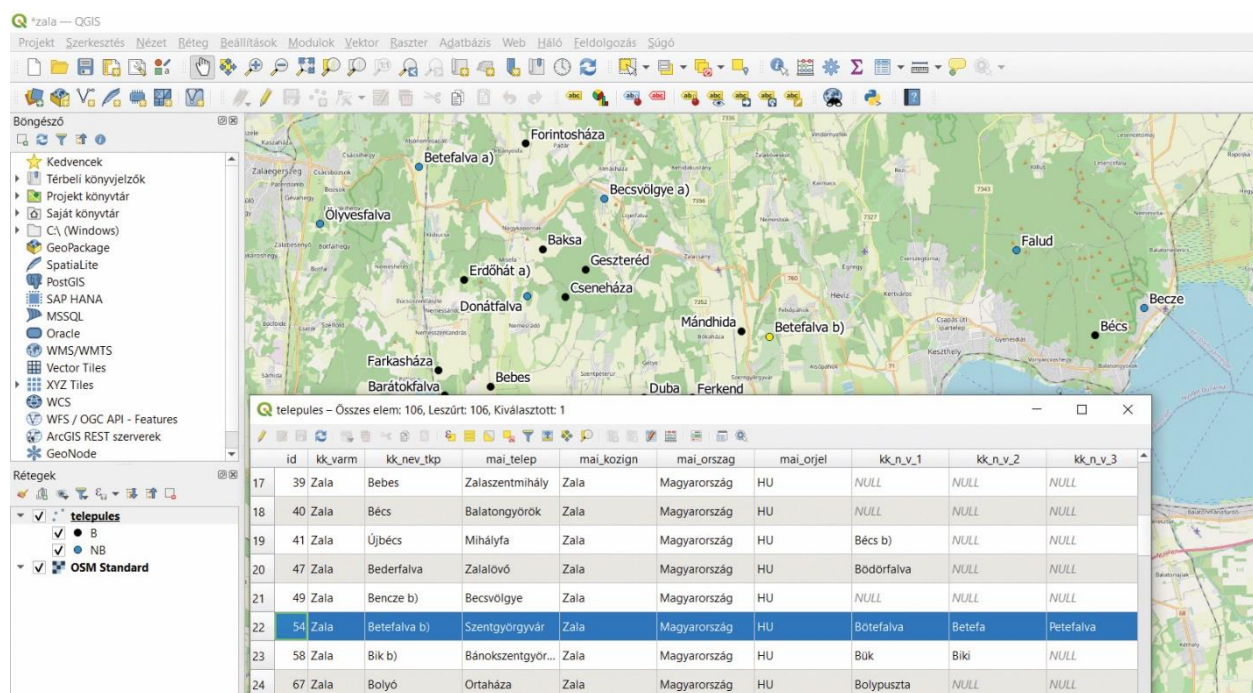 *zala — QGIS
Projekt Szerkesztés Nézet Réteg Beállítások Modulok Vektor Raszter Adatbázis Web Háló Feldolgozás Súgó
Böngésző
Kedvencek
Térbeli könyvjelzők
Projekt könyvtár
Saját könyvtár
C:\ (Windows)
GeoPackage
SpatiaLite
PostGIS
SAP HANA
MSSQL
Oracle
WMS/WMTS
Vector Tiles
XYZ Tiles
WCS
WFS / OGC API - Features
ArcGIS REST szerverek
GeoNode
Rétegek
telepules
B
NB
OSM Standard
Forintosháza
Betefalva a)
Zalaegerszeg
Becsvölgye a)
Ölyvesfalva
Baksa
Falud
Geszteréd
Erdőhát a)
Cseneháza
Donátfalva
Becze
Mándhida
Betefalva b)
Bécs
Hévíz
Keszthely
Farkasháza
Bebes
Barátokfalva
Duba Ferkend
telepules – Összes elem: 106, Leszűrt: 106, Kiválasztott: 1
id kk_varm kk_nev_tkp mai_telep mai_kozign mai_orszag mai_orjel kk_n_v_1 kk_n_v_2 kk_n_v_3
17 39 Zala Bebes Zalaszentmihály Zala Magyarország HU NULL NULL NULL
18 40 Zala Bécs Balatongyörök Zala Magyarország HU NULL NULL NULL
19 41 Zala Újbécs Mihályfa Zala Magyarország HU Bécs b) NULL NULL
20 47 Zala Bederfalva Zalalövő Zala Magyarország HU Bödörfalva NULL NULL
21 49 Zala Bencze b) Becsvölgye Zala Magyarország HU NULL NULL NULL
22 54 Zala Betefalva b) Szentgyörgyvár Zala Magyarország HU Bötefalva Betefa Petefalva
23 58 Zala Bik b) Bánokszentgyör... Zala Magyarország HU Bük Biki NULL
24 67 Zala Bolyó Ortaháza Zala Magyarország HU Bolypuszta NULL NULL